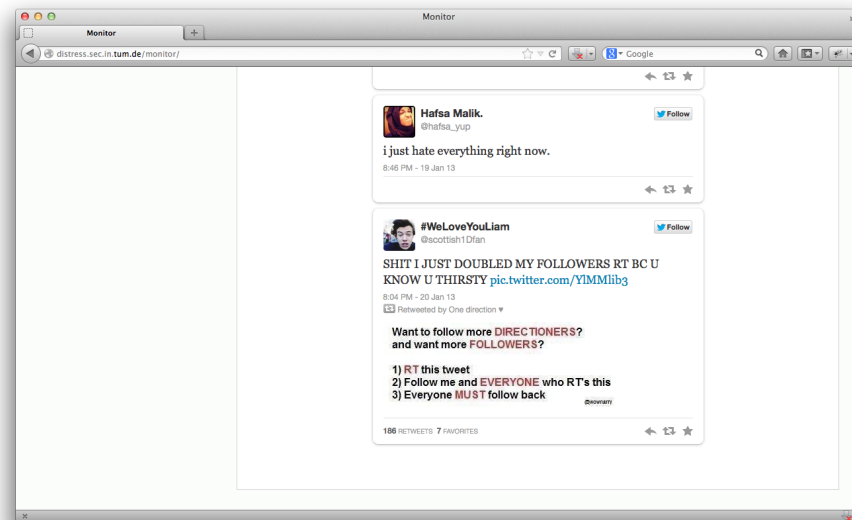 Monitor
Monitor
distress.sec.in.tum.de/monitor/
Google
Hafsa Malik.
Follow
@hafsa_yup
i just hate everything right now.
8:46 PM - 19 Jan 13
#WeLoveYouLiam
Follow
@scottish1Dfan
SHIT I JUST DOUBLED MY FOLLOWERS RT BC U
KNOW U THIRSTY pic.twitter.com/YlMMlib3
8:04 PM - 20 Jan 13
Retweeted by One direction ♥
Want to follow more DIRECTIONERS?
and want more FOLLOWERS?
1) RT this tweet
2) Follow me and EVERYONE who RT's this
3) Everyone MUST follow back
186 RETWEETS 7 FAVORITES